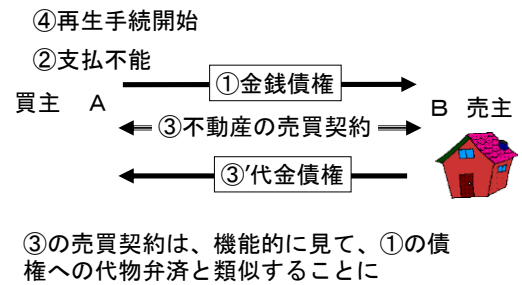 ④再生手続開始
②支払不能
①金銭債権
買主 A
B 売主
③不動産の売買契約
③’代金債権
③の売買契約は、機能的に見て、①の債
権への代物弁済と類似することに